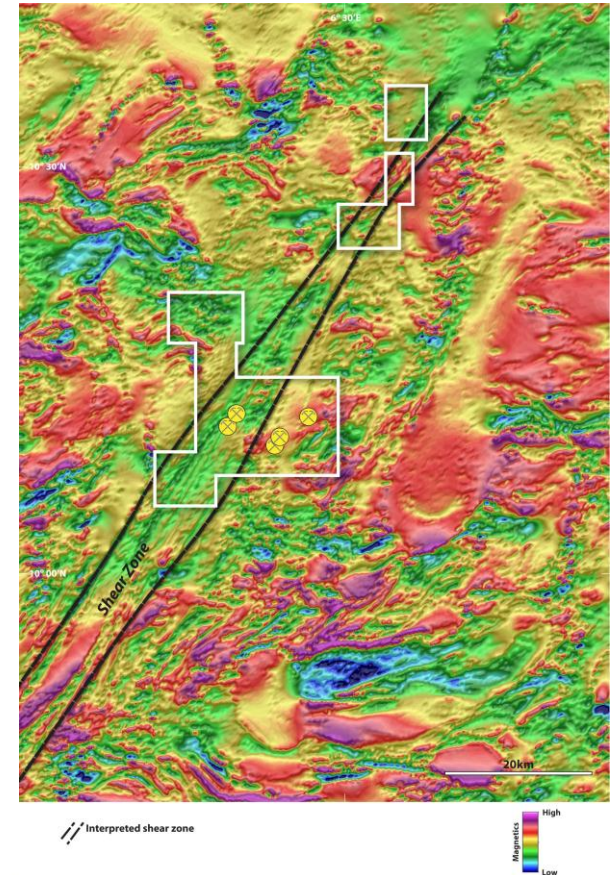 6° 30'E
10° 30'N
10° 00'N
Shear Zone
20km
Interpreted shear zone
Magnetics
High
Low